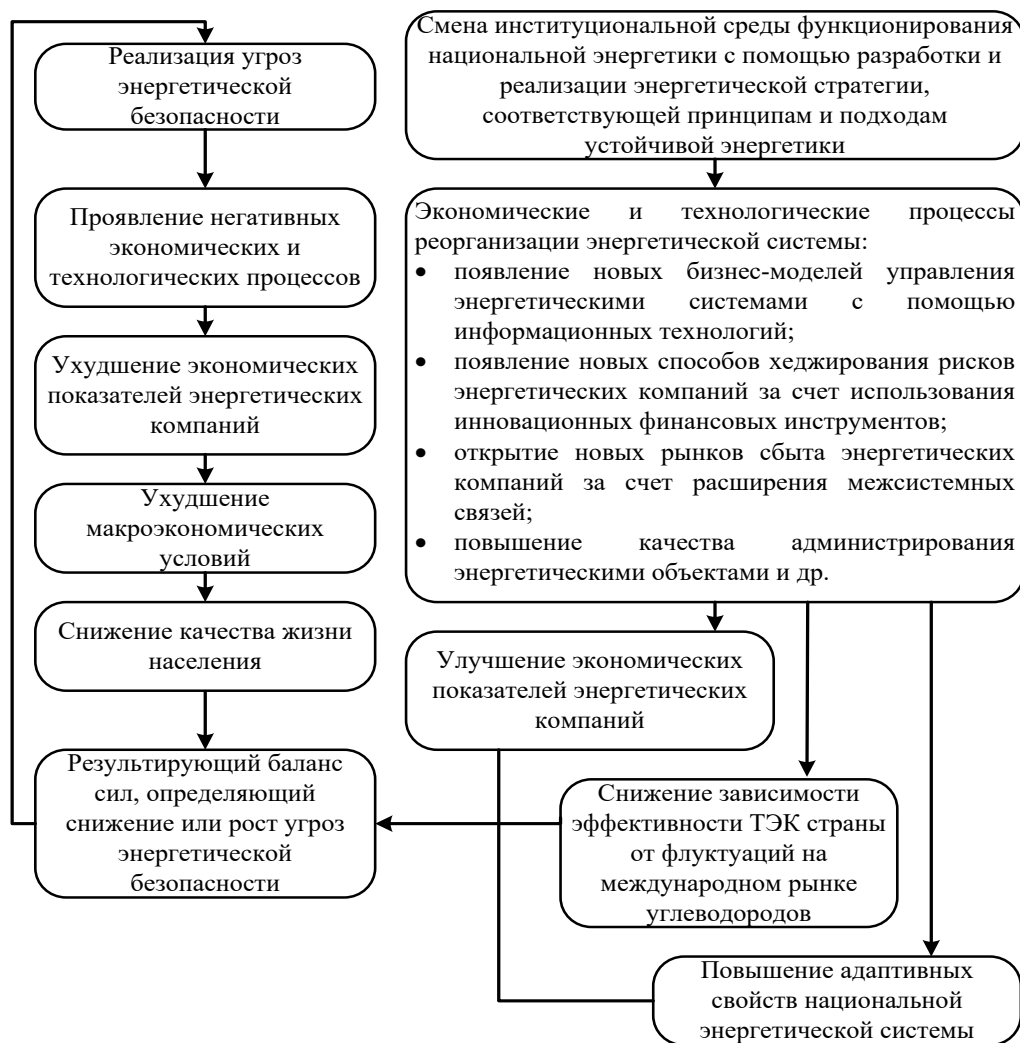 Реализация угроз
энергетической
безопасности
Проявление негативных
экономических и
технологических процессов
Ухудшение экономических
показателей энергетических
компаний
Ухудшение
макроэкономических
условий
Снижение качества жизни
населения
Результирующий баланс
сил, определяющий
снижение или рост угроз
энергетической
безопасности
Смена институциональной среды функционирования
национальной энергетики с помощью разработки и
реализации энергетической стратегии,
соответствующей принципам и подходам
устойчивой энергетики
Экономические и технологические процессы
реорганизации энергетической системы:
• появление новых бизнес-моделей управления
энергетическими системами с помощью
информационных технологий;
• появление новых способов хеджирования рисков
энергетических компаний за счет использования
инновационных финансовых инструментов;
• открытие новых рынков сбыта энергетических
компаний за счет расширения межсистемных
связей;
• повышение качества администрирования
энергетическими объектами и др.
Улучшение экономических
показателей энергетических
компаний
Снижение зависимости
эффективности ТЭК страны
от флуктуаций на
международном рынке
углеводородов
Повышение адаптивных
свойств национальной
энергетической системы